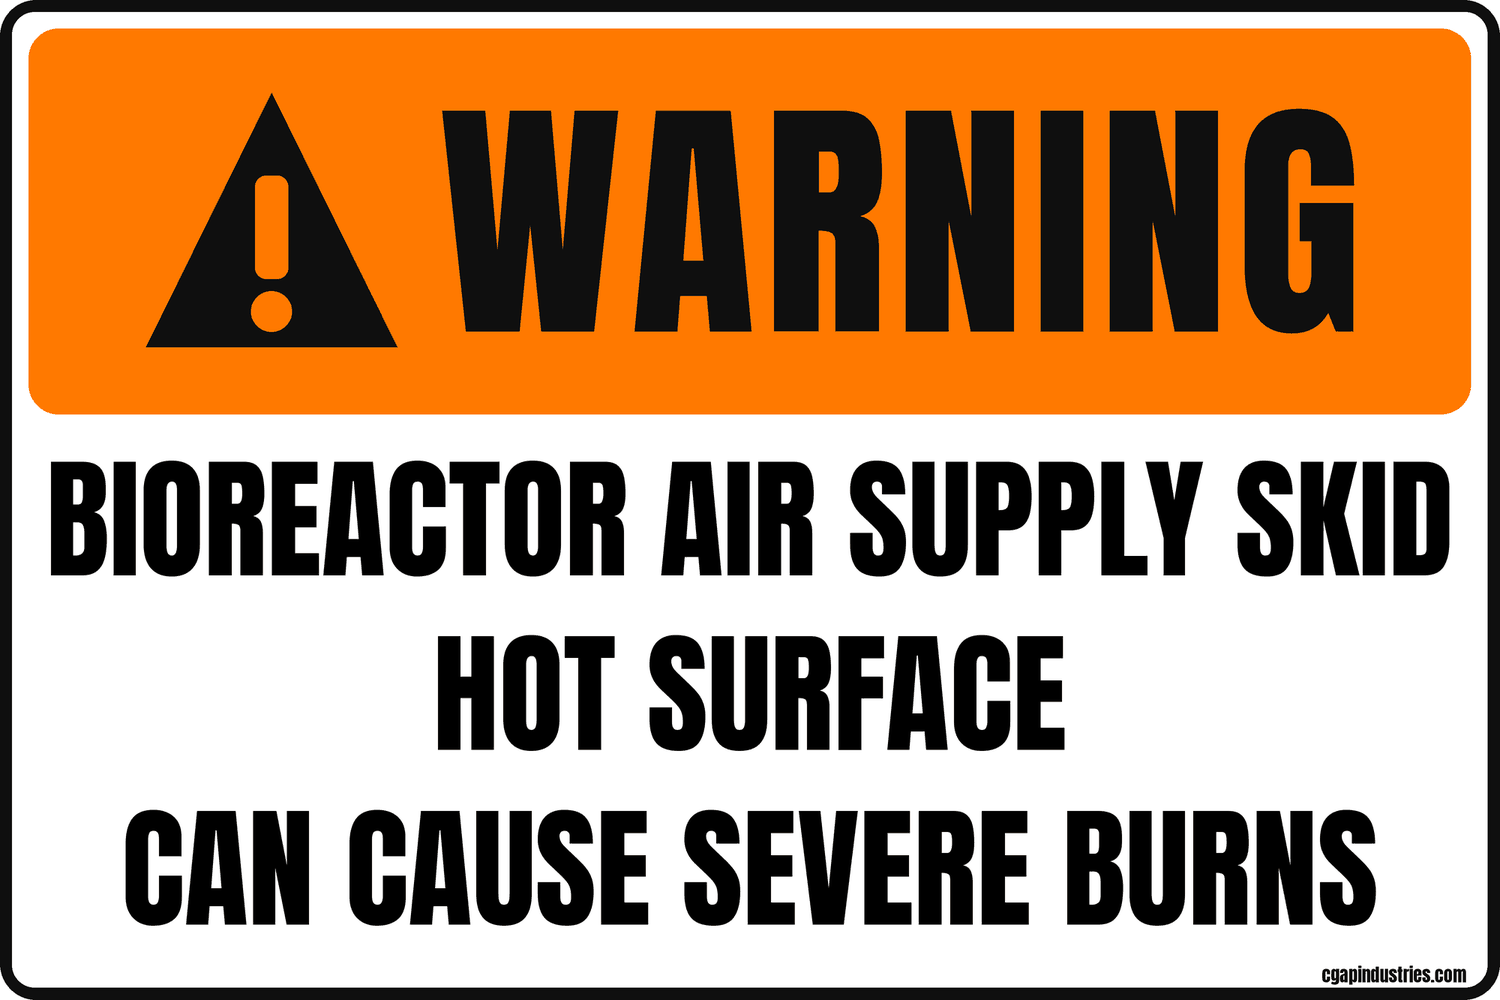 WARNING
BIOREACTOR AIR SUPPLY SKID
HOT SURFACE
CAN CAUSE SEVERE BURNS
cgapindustries.com